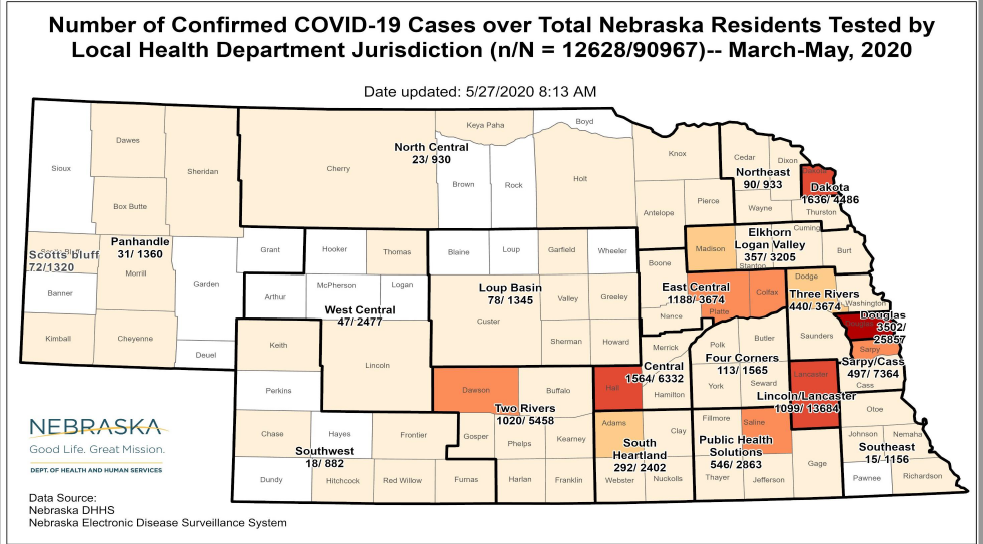 Number of Confirmed COVID-19 Cases over Total Nebraska Residents Tested by
Local Health Department Jurisdiction (n/N = 12628/90967)-- March-May, 2020
Date updated: 5/27/2020 8:13 AM
Sioux
Dawes
Sheridan
Box Butte
Scotts Bluff
Panhandle
31/ 1360
Scotts bluff
72/1320
Morrill
Banner
Garden
Kimball
Cheyenne
Deuel
Cherry
Keya Paha
Boyd
North Central
23/ 930
Brown
Rock
Holt
Knox
Antelope
Pierce
Cedar
Dixon
Dakota
Northeast
90/ 933
Wayne
Dakota
1636/ 4486
Thurston
Grant
Hooker
Thomas
Arthur
McPherson
Logan
West Central
47/ 2477
Keith
Lincoln
Perkins
Blaine
Loup
Garfield
Wheeler
Loup Basin
78/ 1345
Custer
Valley
Greeley
Sherman
Howard
Boone
Madison
Stanton
Cuming
Burt
Elkhorn
Logan Valley
357/ 3205
East Central
1188/ 3674
Colfax
Platte
Nance
Dodge
Three Rivers
440/ 3674
Washington
Saunders
Douglas
Douglas
3502/
25857
Sarpy
Sarpy/Cass
497/ 7364
Cass
Merrick
Central
1564/ 6332
Hall
Hamilton
Polk
Butler
Four Corners
113/ 1565
York
Seward
Lancaster
Lincoln/Lancaster
1099/ 13684
Dawson
Buffalo
Two Rivers
1020/ 5458
Gosper
Phelps
Kearney
Harlan
Franklin
Chase
Hayes
Frontier
Southwest
18/ 882
Dundy
Hitchcock
Red Willow
Furnas
Adams
Clay
South
Heartland
292/ 2402
Webster
Nuckolls
Fillmore
Saline
Public Health
Solutions
546/ 2863
Thayer
Jefferson
Gage
Otoe
Johnson
Nemaha
Southeast
15/ 1156
Pawnee
Richardson
NEBRASKA
Good Life. Great Mission.
DEPT. OF HEALTH AND HUMAN SERVICES
Data Source:
Nebraska DHHS
Nebraska Electronic Disease Surveillance System